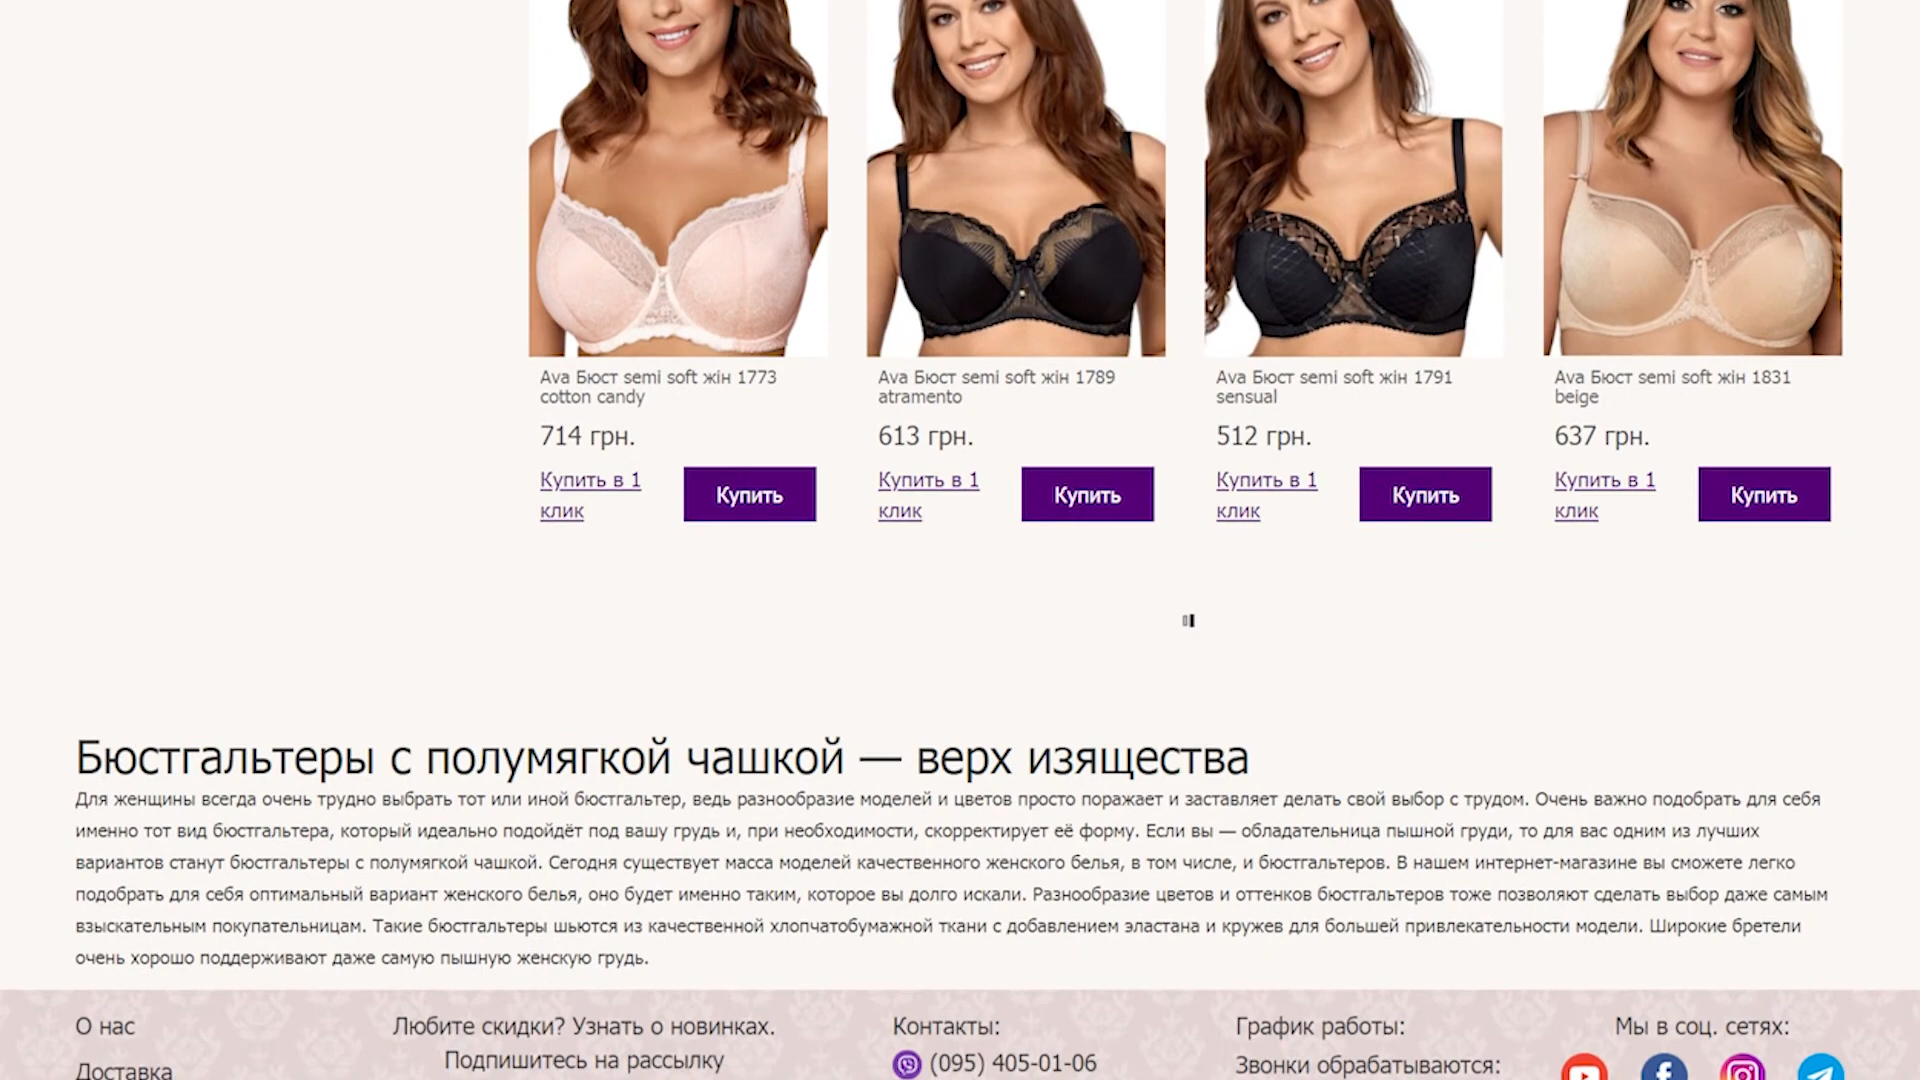 Ava Бюст semi soft жін 1773
cotton candy
714 грн.
Купить в 1
клик
Купить
Ava Бюст semi soft жін 1789
atramento
613 грн.
Купить в 1
клик
Купить
Ava Бюст semi soft жін 1791
sensual
512 грн.
Купить в 1
клик
Купить
Ava Бюст semi soft жін 1831
beige
637 грн.
Купить в 1
клик
Купить
Бюстгальтеры с полумягкой чашкой — верх изящества
Для женщины всегда очень трудно выбрать тот или иной бюстгальтер, ведь разнообразие моделей и цветов просто поражает и заставляет делать свой выбор с трудом. Очень важно подобрать для себя
именно тот вид бюстгальтера, который идеально подойдёт под вашу грудь и, при необходимости, скорректирует её форму. Если вы — обладательница пышной груди, то для вас одним из лучших
вариантов станут бюстгальтеры с полумягкой чашкой. Сегодня существует масса моделей качественного женского белья, в том числе, и бюстгальтеров. В нашем интернет-магазине вы сможете легко
подобрать для себя оптимальный вариант женского белья, оно будет именно таким, которое вы долго искали. Разнообразие цветов и оттенков бюстгальтеров тоже позволяют сделать выбор даже самым
взыскательным покупательницам. Такие бюстгальтеры шьются из качественной хлопчатобумажной ткани с добавлением эластана и кружев для большей привлекательности модели. Широкие бретели
очень хорошо поддерживают даже самую пышную женскую грудь.
О нас
Доставка
Любите скидки? Узнать о новинках.
Подпишитесь на рассылку
Контакты:
(095) 405-01-06
График работы:
Звонки обрабатываются:
Мы в соц. сетях: